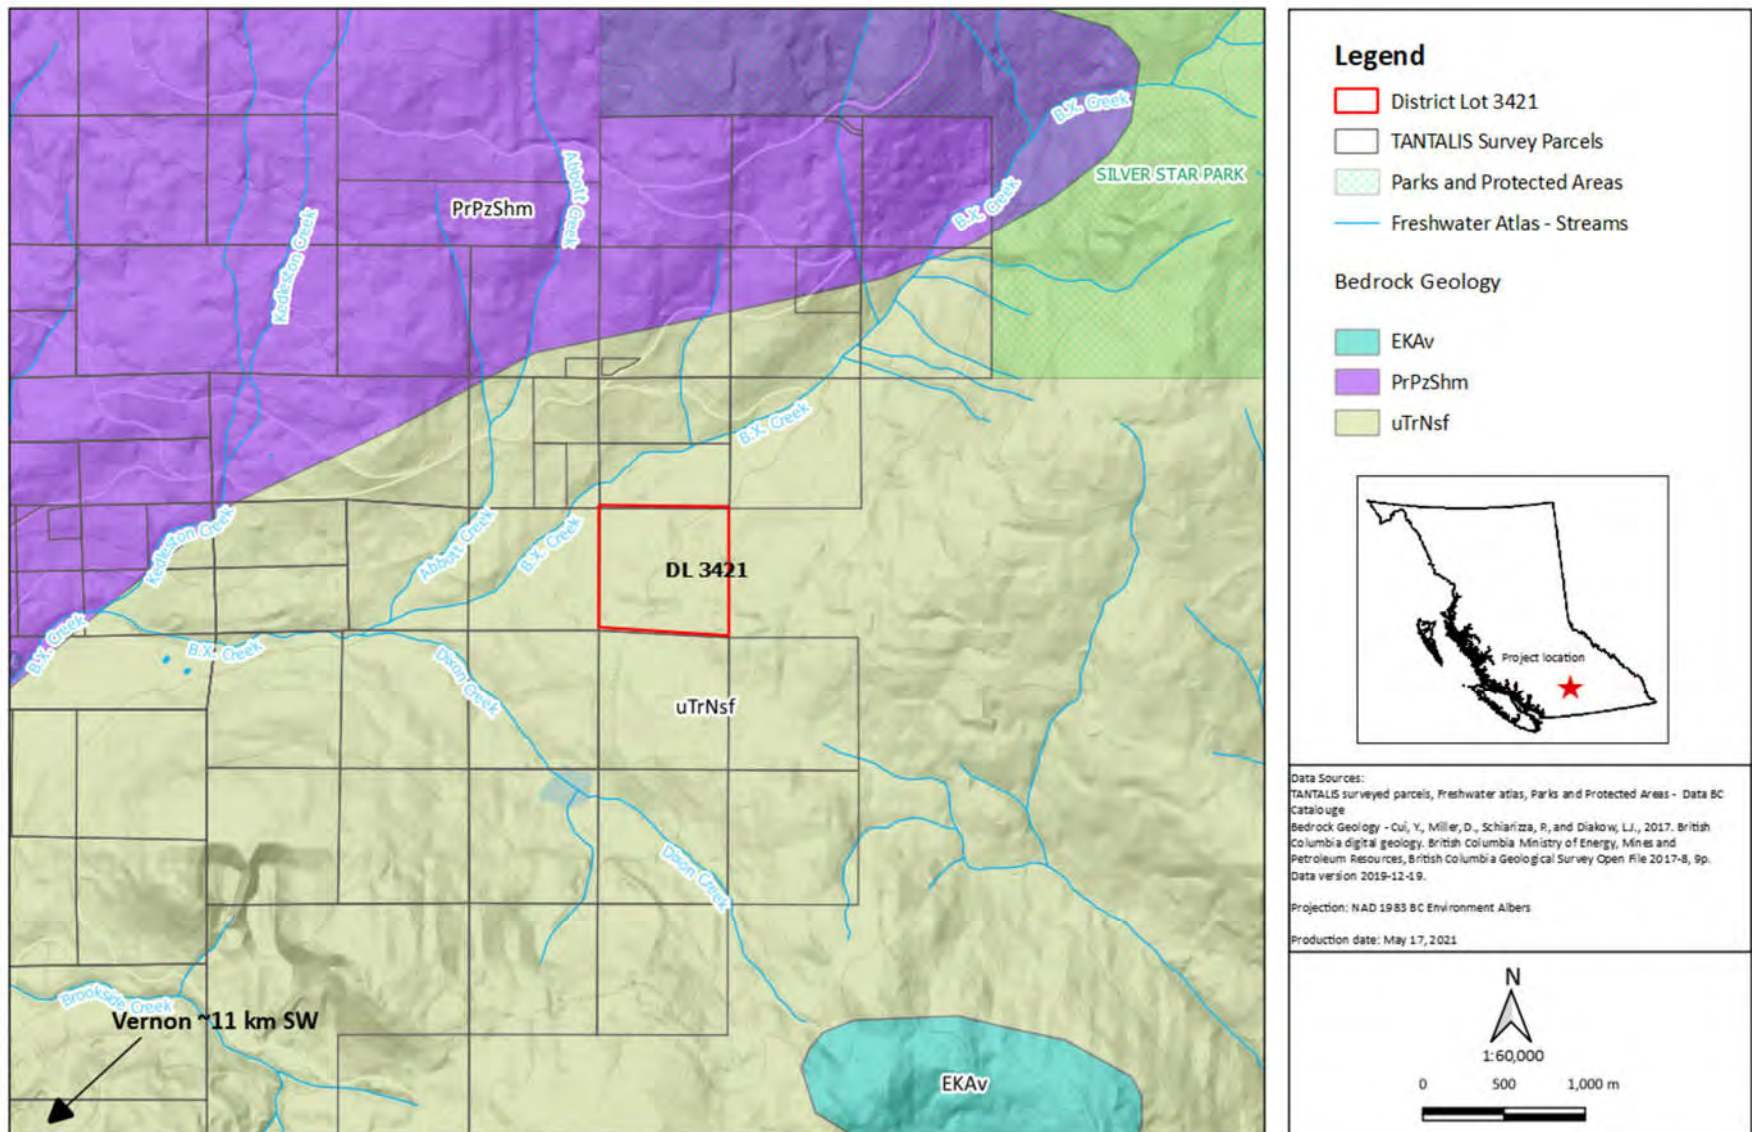 B.X. Creek
Abbott Creek
SILVER STAR PARK
B.X. Creek
PrPzShm
Kedleston Creek
B.X. Creek
Kedleston Creek
Abbott Creek
B.X. Creek
DL 3421
B.X. Creek
B.X. Creek
Dixon Creek
uTrNsf
Dixon Creek
Brookside Creek
Vernon ~11 km SW
EKAv
Legend
District Lot 3421
TANTALIS Survey Parcels
Parks and Protected Areas
Freshwater Atlas - Streams
Bedrock Geology
EKAv
PrPzShm
uTrNsf
Project location
Data Sources:
TANTALIS surveyed parcels, Freshwater atlas, Parks and Protected Areas - Data BC
Catalouge
Bedrock Geology - Cui, Y., Miller, D., Schiarizza, P., and Diakow, L.J., 2017. British
Columbia digital geology. British Columbia Ministry of Energy, Mines and
Petroleum Resources, British Columbia Geological Survey Open File 2017-8, 9p.
Data version 2019-12-19.
Projection: NAD 1983 BC Environment Albers
Production date: May 17, 2021
N
1:60,000
0 500 1,000 m